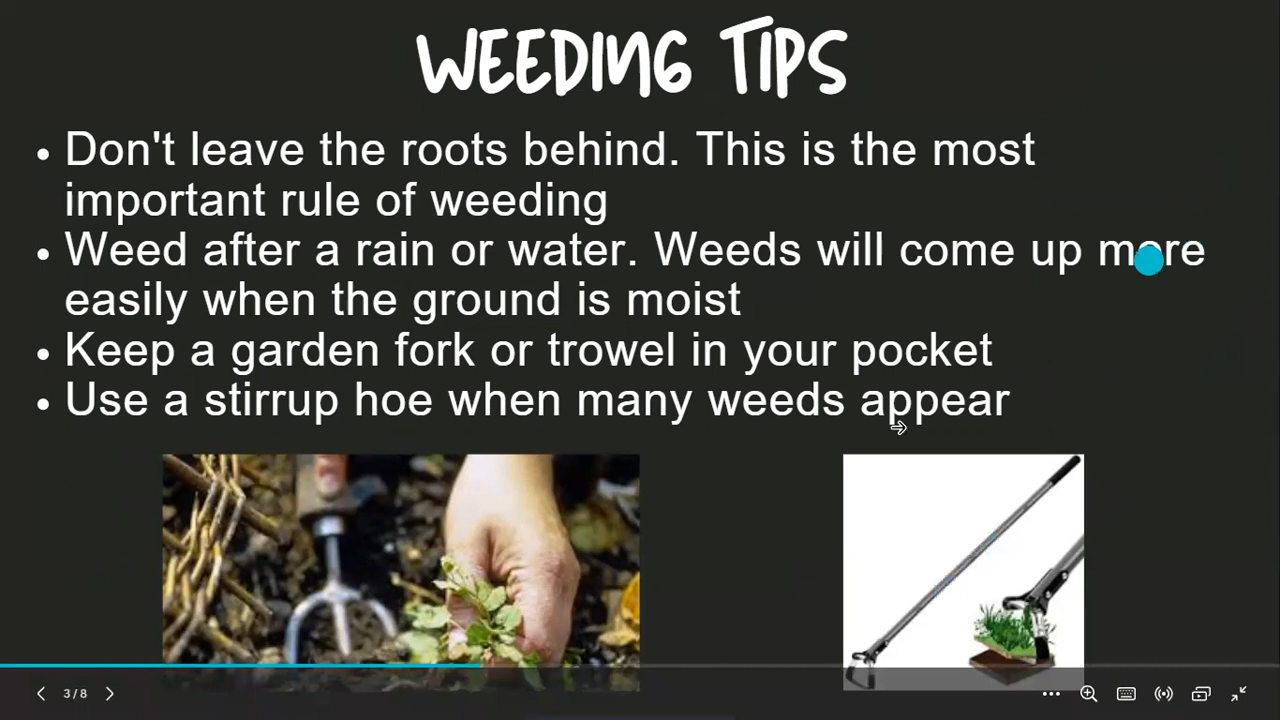 WEEDING TIPS
• Don't leave the roots behind. This is the most
important rule of weeding
• Weed after a rain or water. Weeds will come up more
easily when the ground is moist
• Keep a garden fork or trowel in your pocket
• Use a stirrup hoe when many weeds appear
3/8